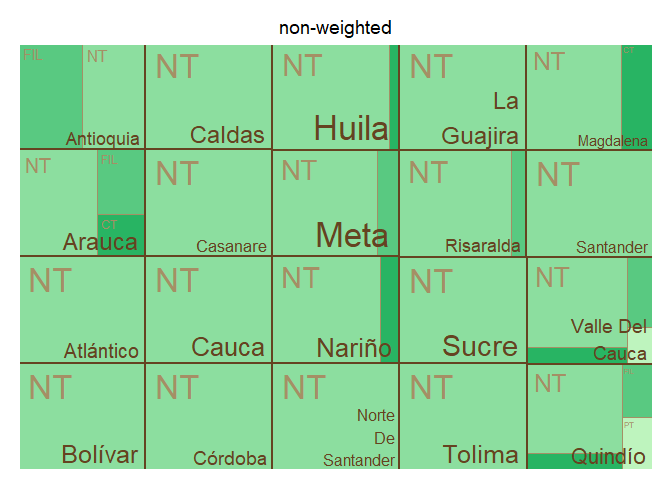 non-weighted
FIL NT
Antioquia
NT
Caldas
NT
Huila
NT
La
Guajira
NT
Magdalena
NT FIL
CT
Arauca
NT
Casanare
NT
Meta
NT
Risaralda
NT
Santander
NT
Atlántico
NT
Cauca
NT
Nariño
NT
Sucre
NT
Valle Del
Cauca
NT
Bolívar
NT
Córdoba
NT
Norte
De
Santander
NT
Tolima
NT
PT
Quindío